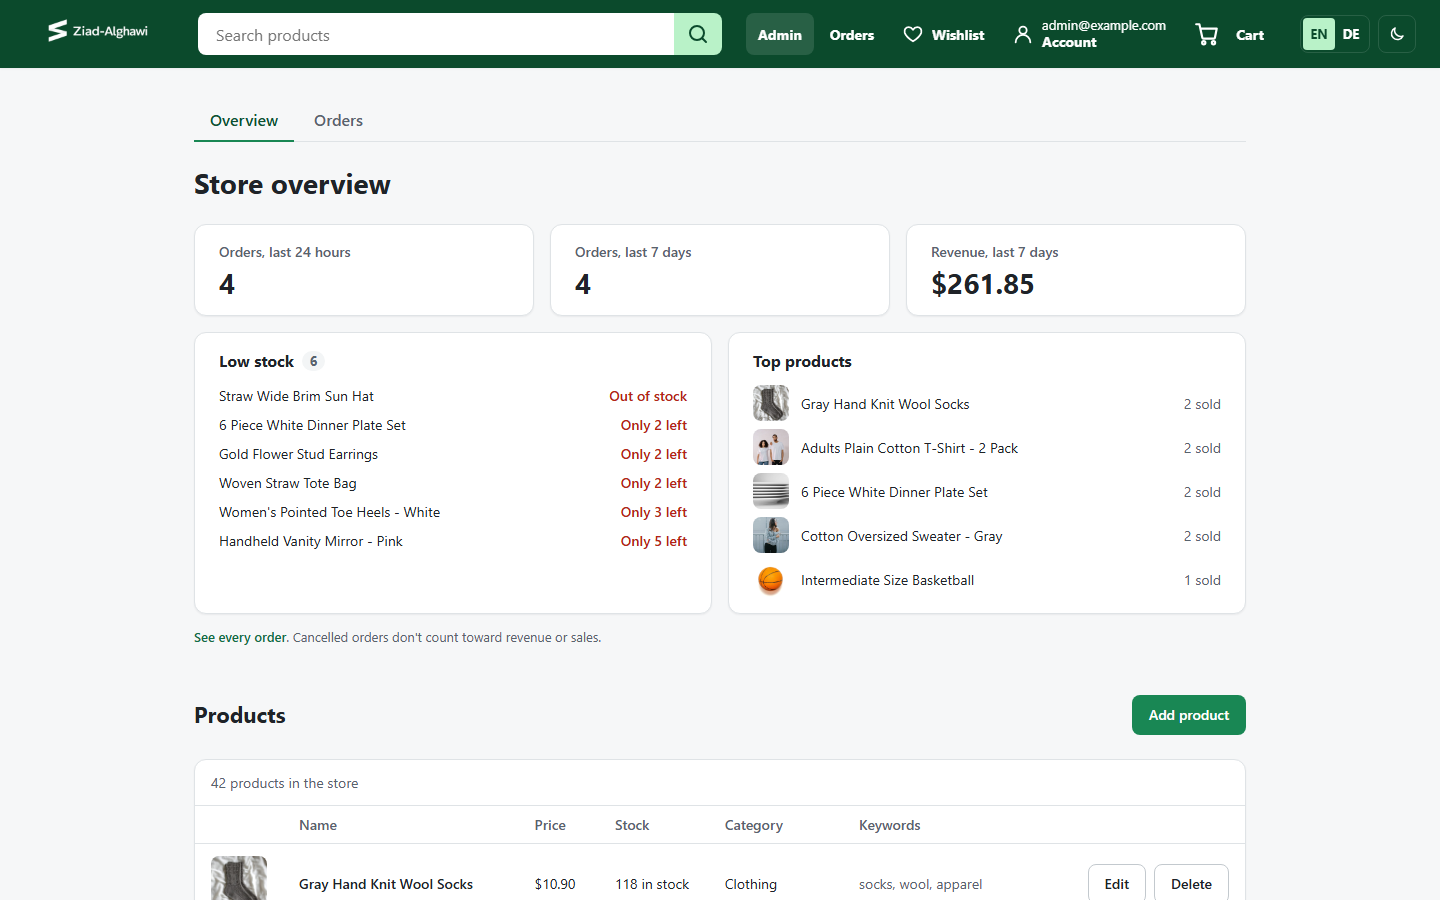 Ziad-Alghawi
Search products
Admin
Orders
Wishlist
admin@example.com
Account
Cart
EN DE
Overview Orders
Store overview
Orders, last 24 hours
4
Orders, last 7 days
4
Revenue, last 7 days
$261.85
Low stock 6
Straw Wide Brim Sun Hat Out of stock
6 Piece White Dinner Plate Set Only 2 left
Gold Flower Stud Earrings Only 2 left
Woven Straw Tote Bag Only 2 left
Women's Pointed Toe Heels - White Only 3 left
Handheld Vanity Mirror - Pink Only 5 left
Top products
Gray Hand Knit Wool Socks 2 sold
Adults Plain Cotton T-Shirt - 2 Pack 2 sold
6 Piece White Dinner Plate Set 2 sold
Cotton Oversized Sweater - Gray 2 sold
Intermediate Size Basketball 1 sold
See every order. Cancelled orders don't count toward revenue or sales.
Products
Add product
42 products in the store
Name Price Stock Category Keywords
Gray Hand Knit Wool Socks $10.90 118 in stock Clothing socks, wool, apparel Edit Delete